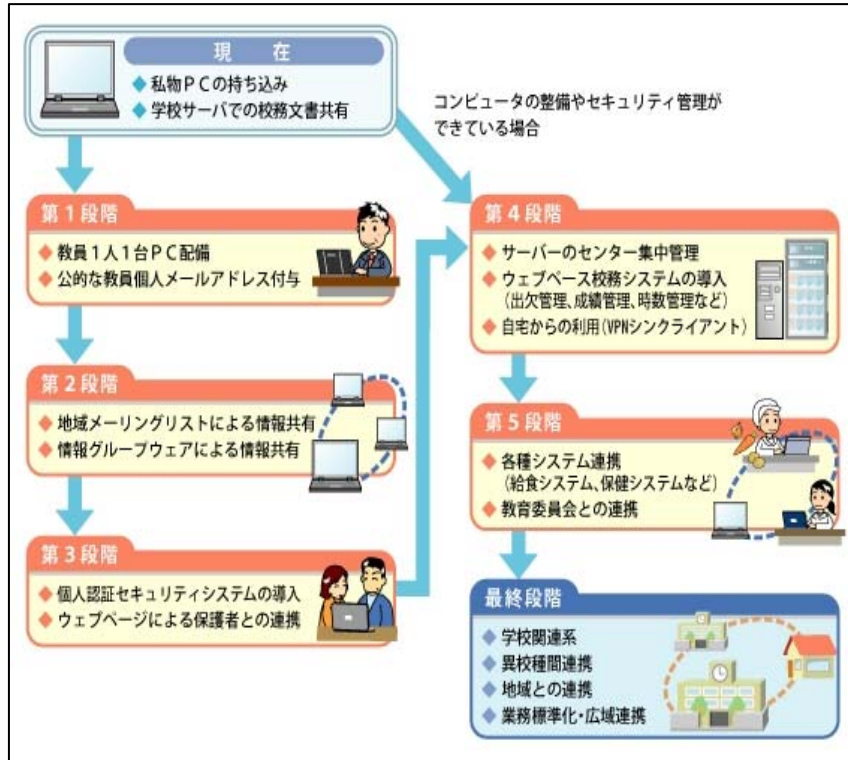 現 在
◆ 私物PCの持ち込み
◆ 学校サーバでの校務文書共有
コンピュータの整備やセキュリティ管理が
できている場合
第1段階
◆ 教員1人1台PC配備
◆ 公的な教員個人メールアドレス付与
第2段階
◆ 地域メーリングリストによる情報共有
◆ 情報グループウェアによる情報共有
第3段階
◆ 個人認証セキュリティシステムの導入
◆ ウェブページによる保護者との連携
第4段階
◆ サーバーのセンター集中管理
◆ ウェブベース校務システムの導入
(出欠管理、成績管理、時数管理など)
◆ 自宅からの利用(VPNシンクライアント)
第5段階
◆ 各種システム連携
(給食システム、保健システムなど)
◆ 教育委員会との連携
最終段階
◆ 学校関連系
◆ 異校種間連携
◆ 地域との連携
◆ 業務標準化・広域連携